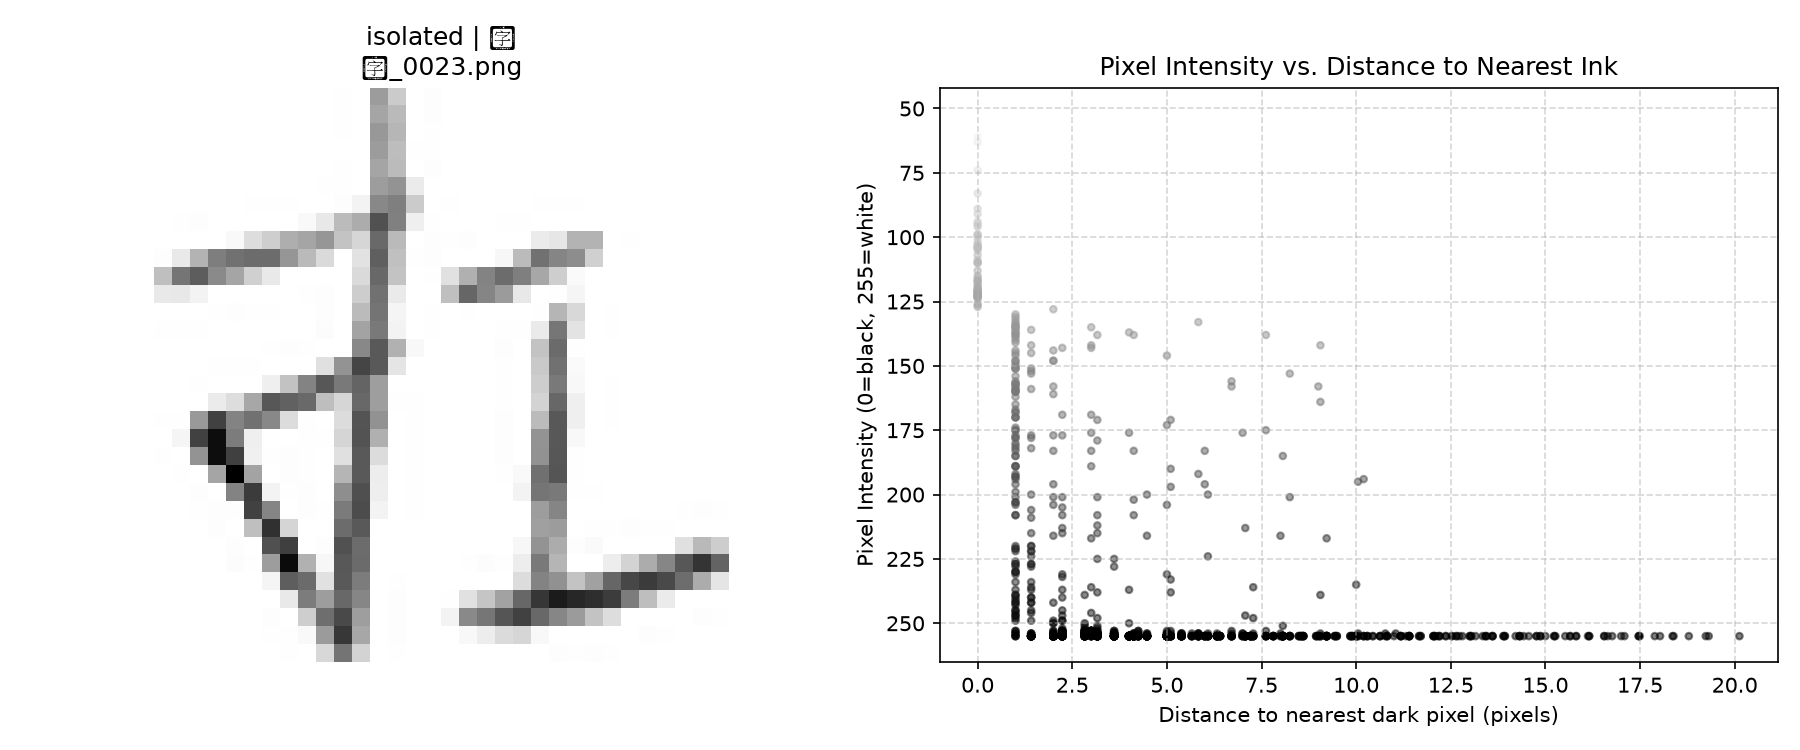 isolated |
_0023.png
扛
Pixel Intensity vs. Distance to Nearest Ink
Pixel Intensity (0=black, 255=white)
50
75
100
125
150
175
200
225
250
0.0 2.5 5.0 7.5 10.0 12.5 15.0 17.5 20.0
Distance to nearest dark pixel (pixels)